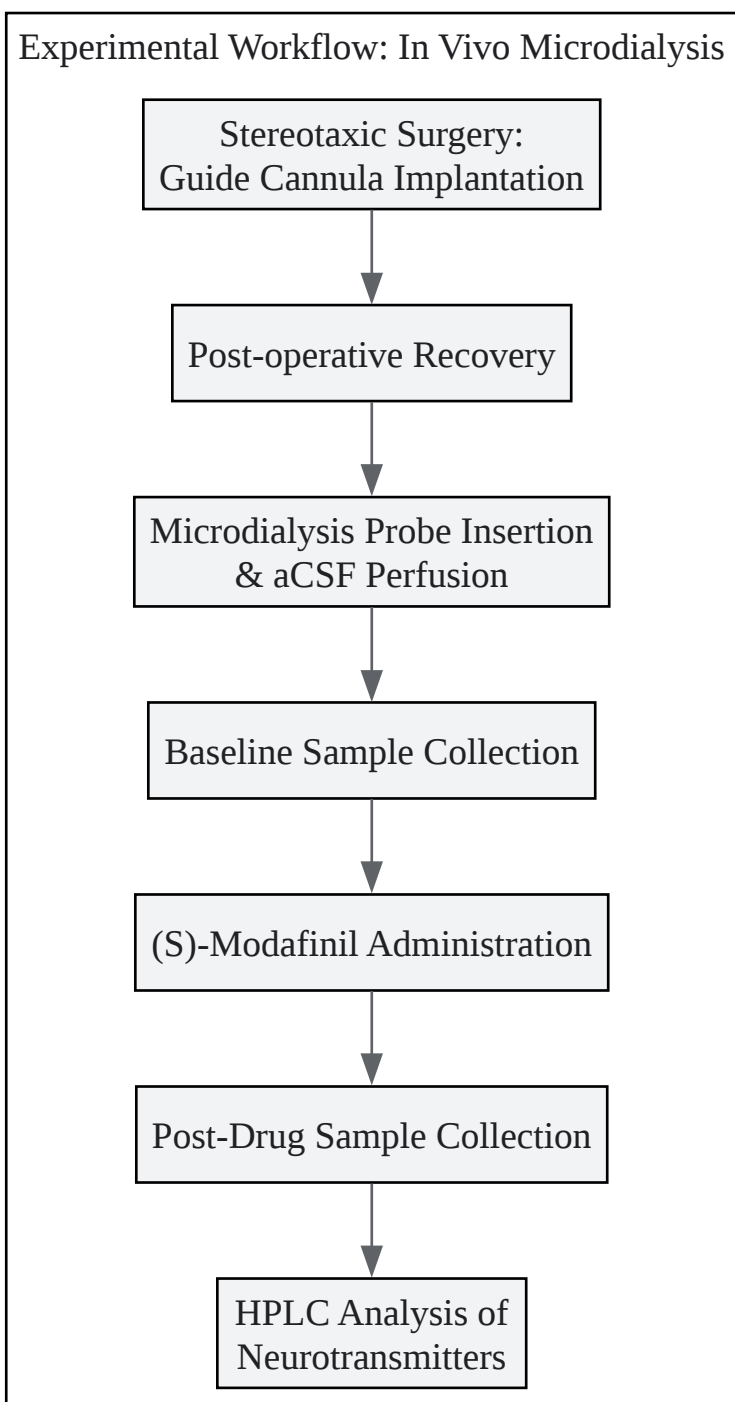 Experimental Workflow: In Vivo Microdialysis
Stereotaxic Surgery:
Guide Cannula Implantation
Post-operative Recovery
Microdialysis Probe Insertion
& aCSF Perfusion
Baseline Sample Collection
(S)-Modafinil Administration
Post-Drug Sample Collection
HPLC Analysis of
Neurotransmitters